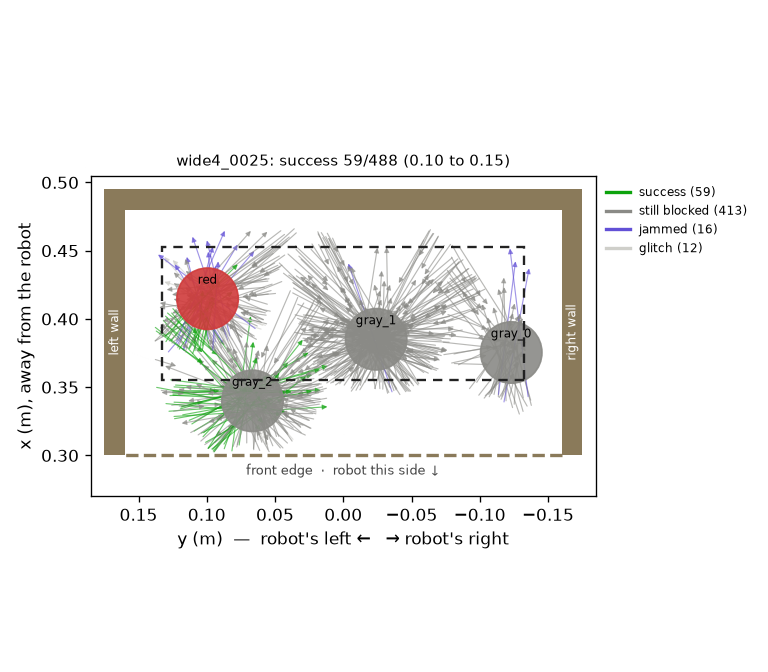 wide4_0025: success 59/488 (0.10 to 0.15)
success (59)
still blocked (413)
jammed (16)
glitch (12)
x (m), away from the robot
0.50
0.45
0.40
0.35
0.30
left wall
right wall
red
gray_1
gray_0
gray_2
front edge · robot this side ↓
0.15
0.10
0.05
0.00
−0.05
−0.10
−0.15
y (m) — robot's left ← → robot's right